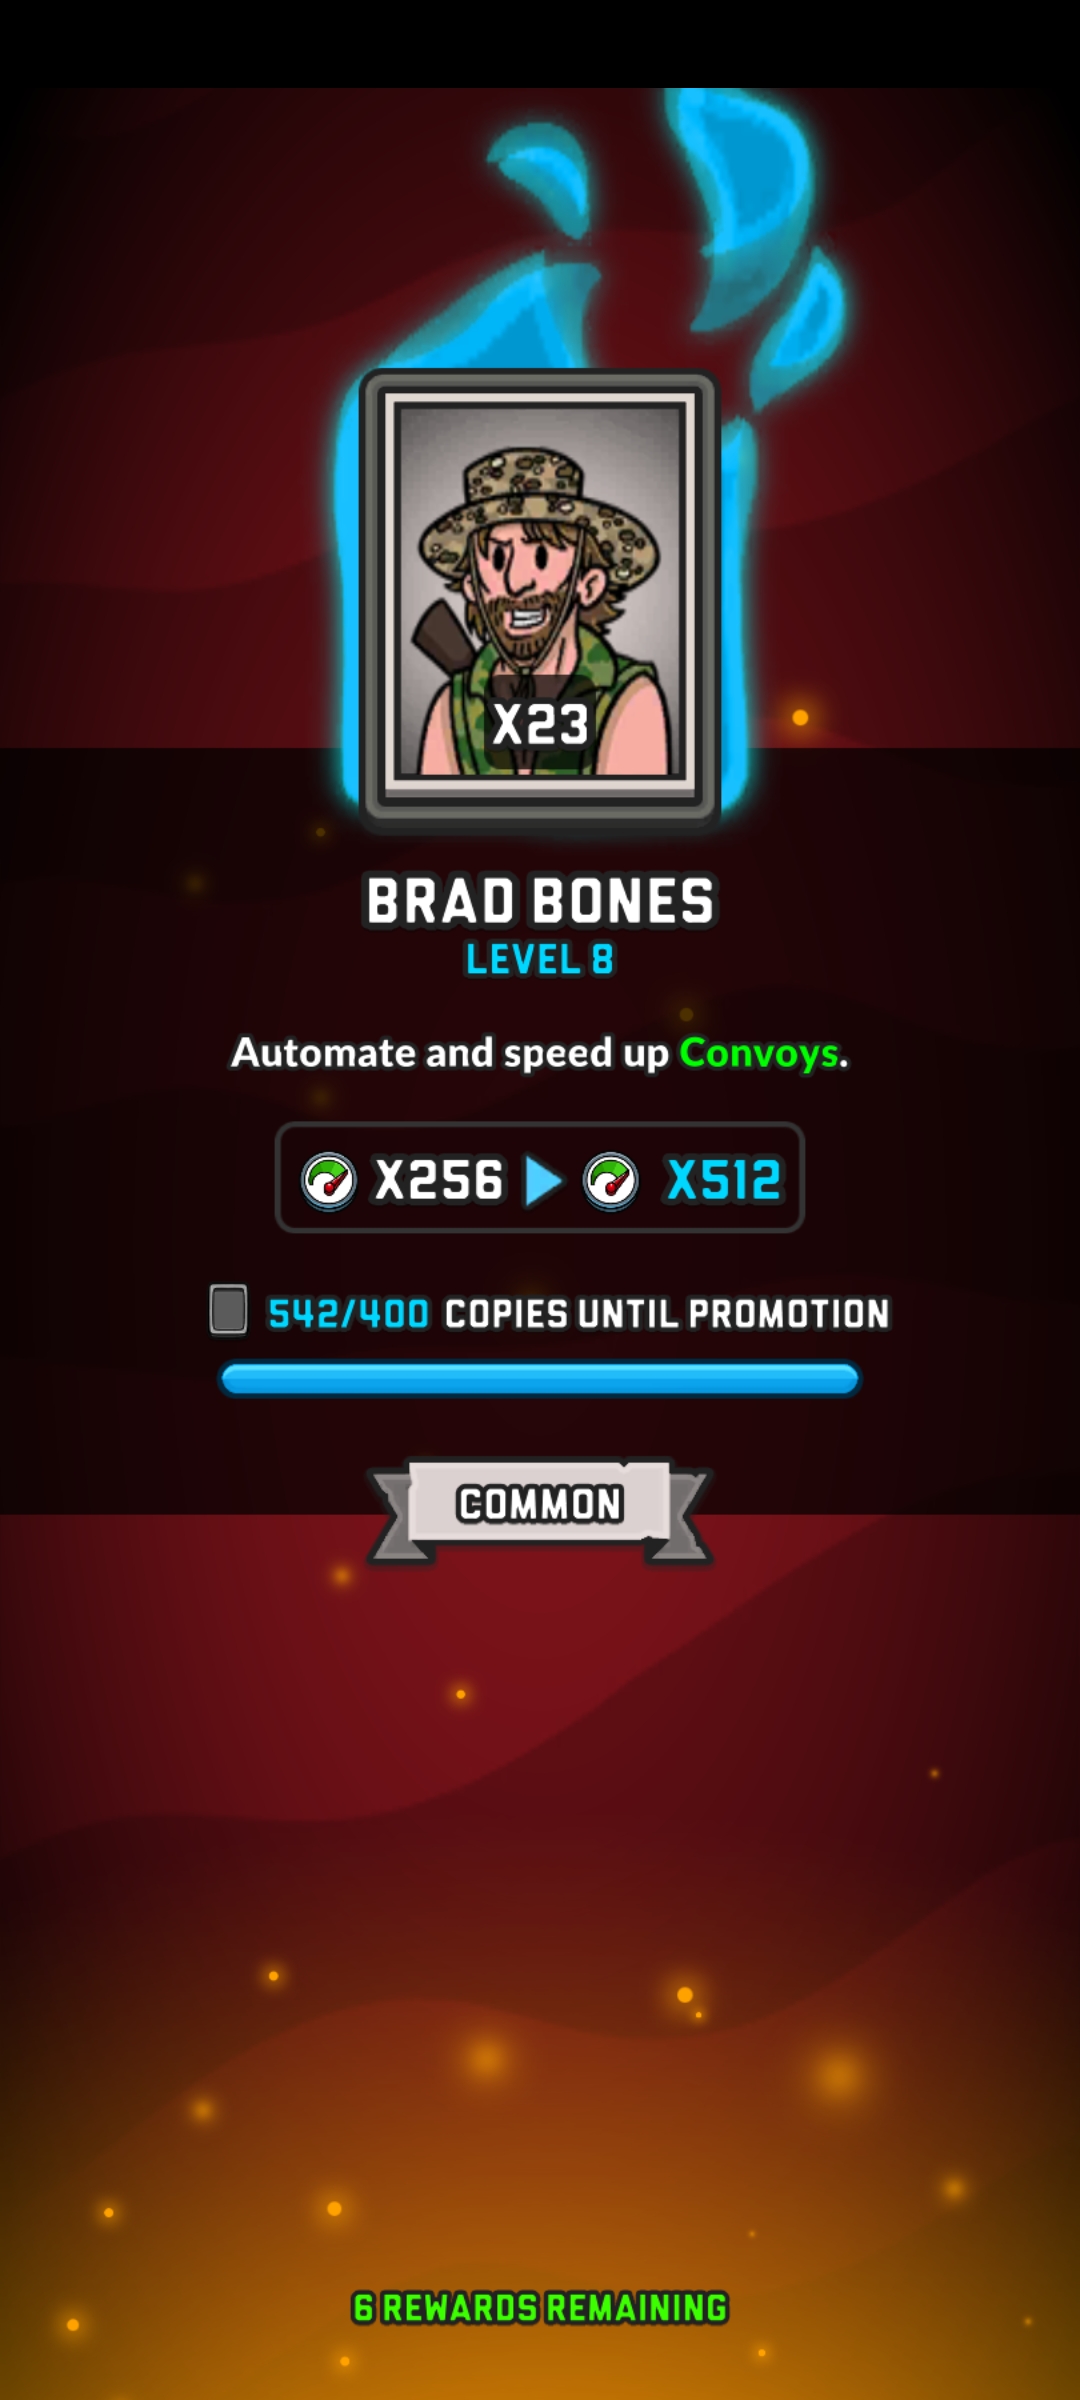 X23
BRAD BONES
LEVEL 8
Automate and speed up Convoys.
X256 X512
542/400 COPIES UNTIL PROMOTION
COMMON
6 REWARDS REMAINING